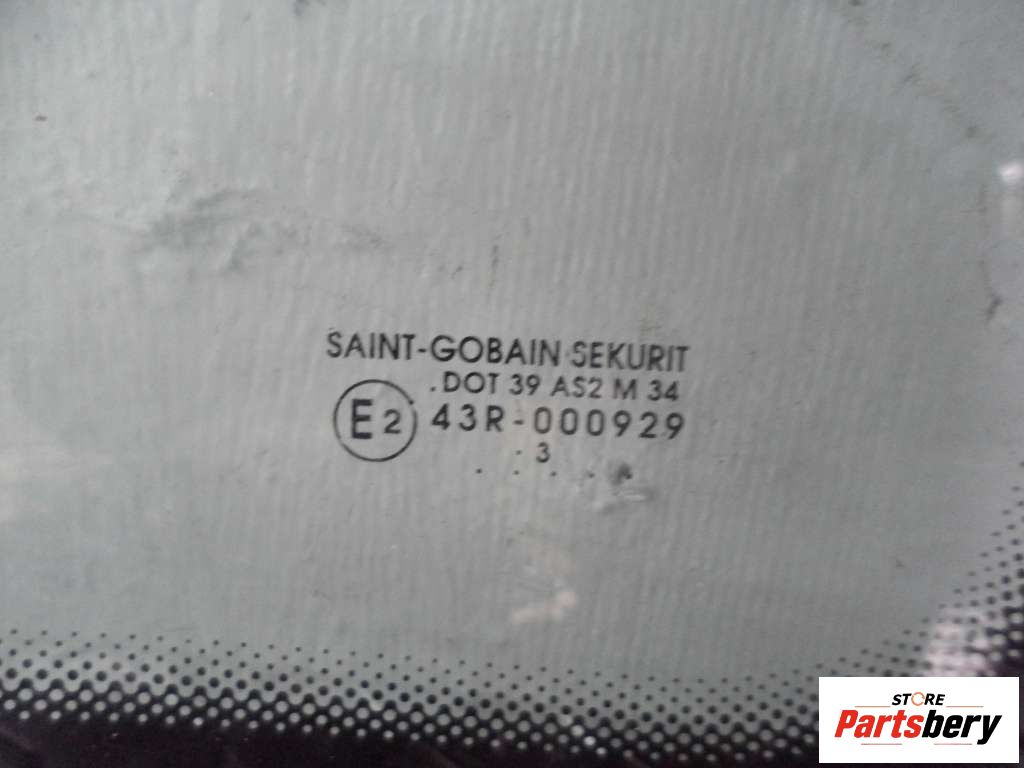 SAINT-GOBAIN SEKURIT
.DOT 39 AS2 M 34
E2 43R-000929
3
. . . . .
STORE
Partsbery